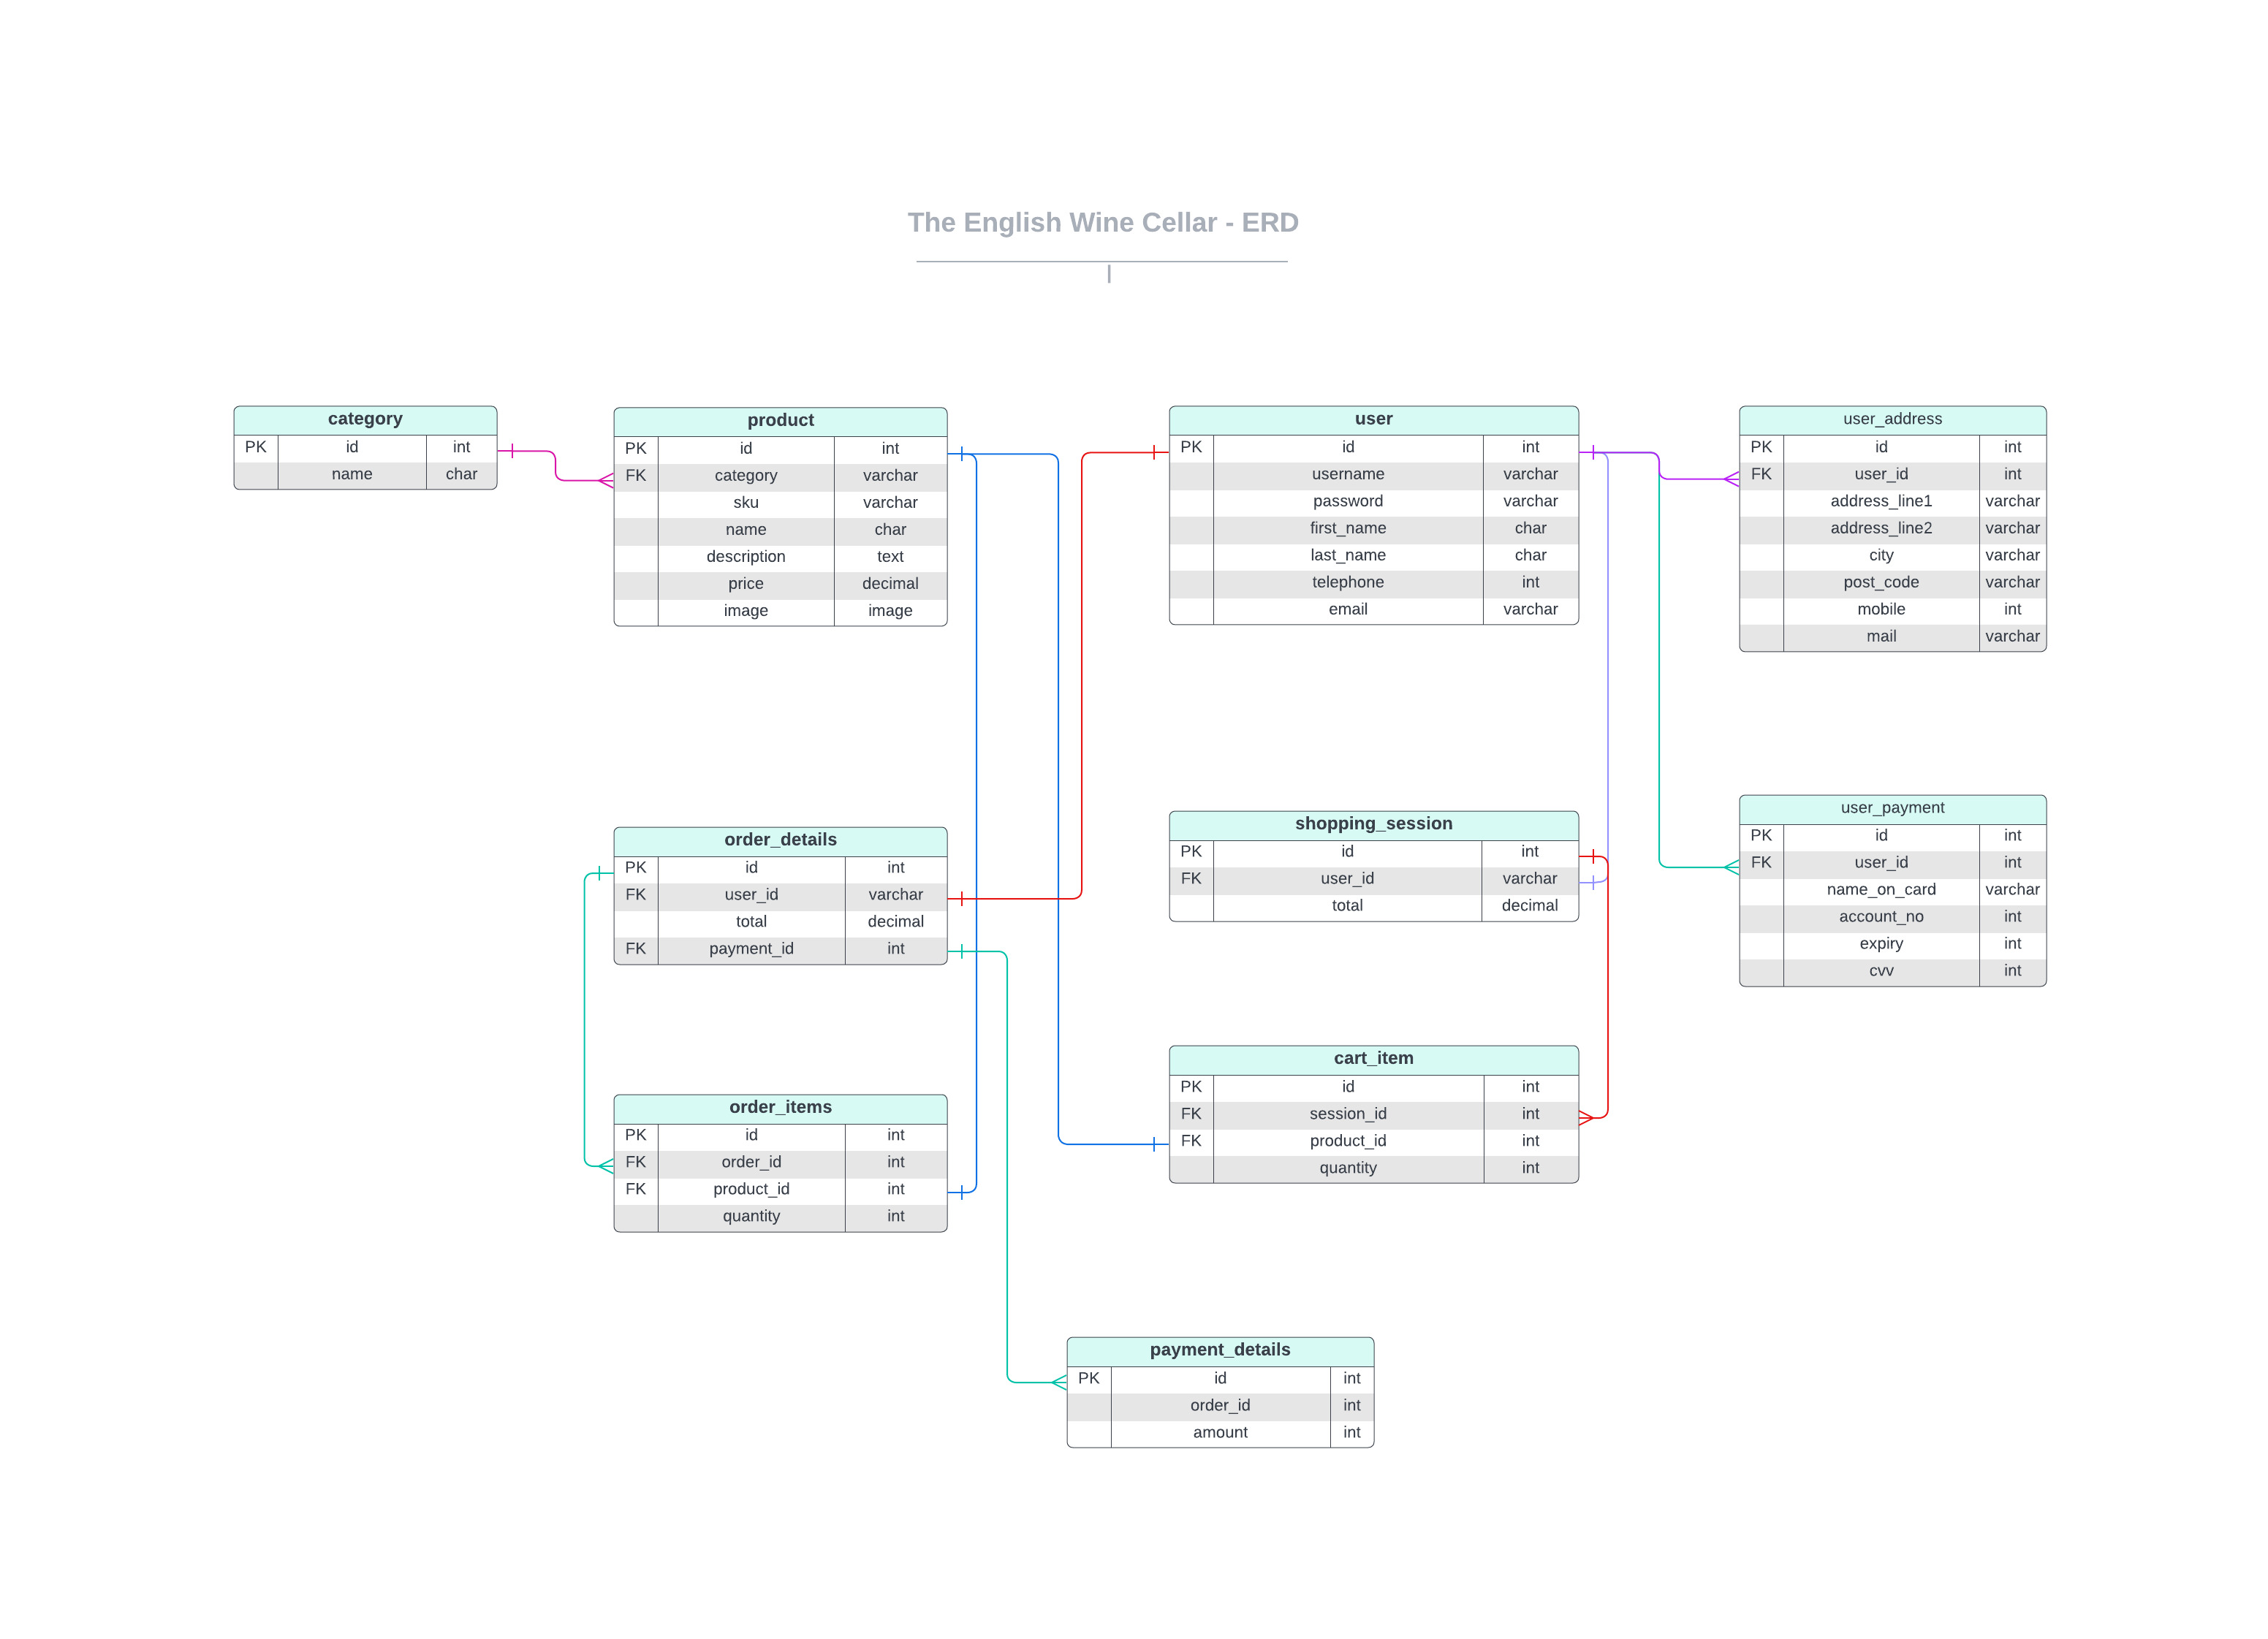 The English Wine Cellar - ERD
category
PK id int
name char
product
PK id int
FK category varchar
sku varchar
name char
description text
price decimal
image image
user
PK id int
username varchar
password varchar
first_name char
last_name char
telephone int
email varchar
user_address
PK id int
FK user_id int
address_line1 varchar
address_line2 varchar
city varchar
post_code varchar
mobile int
mail varchar
order_details
PK id int
FK user_id varchar
total decimal
FK payment_id int
shopping_session
PK id int
FK user_id varchar
total decimal
user_payment
PK id int
FK user_id int
name_on_card varchar
account_no int
expiry int
cvv int
order_items
PK id int
FK order_id int
FK product_id int
quantity int
cart_item
PK id int
FK session_id int
FK product_id int
quantity int
payment_details
PK id int
order_id int
amount int